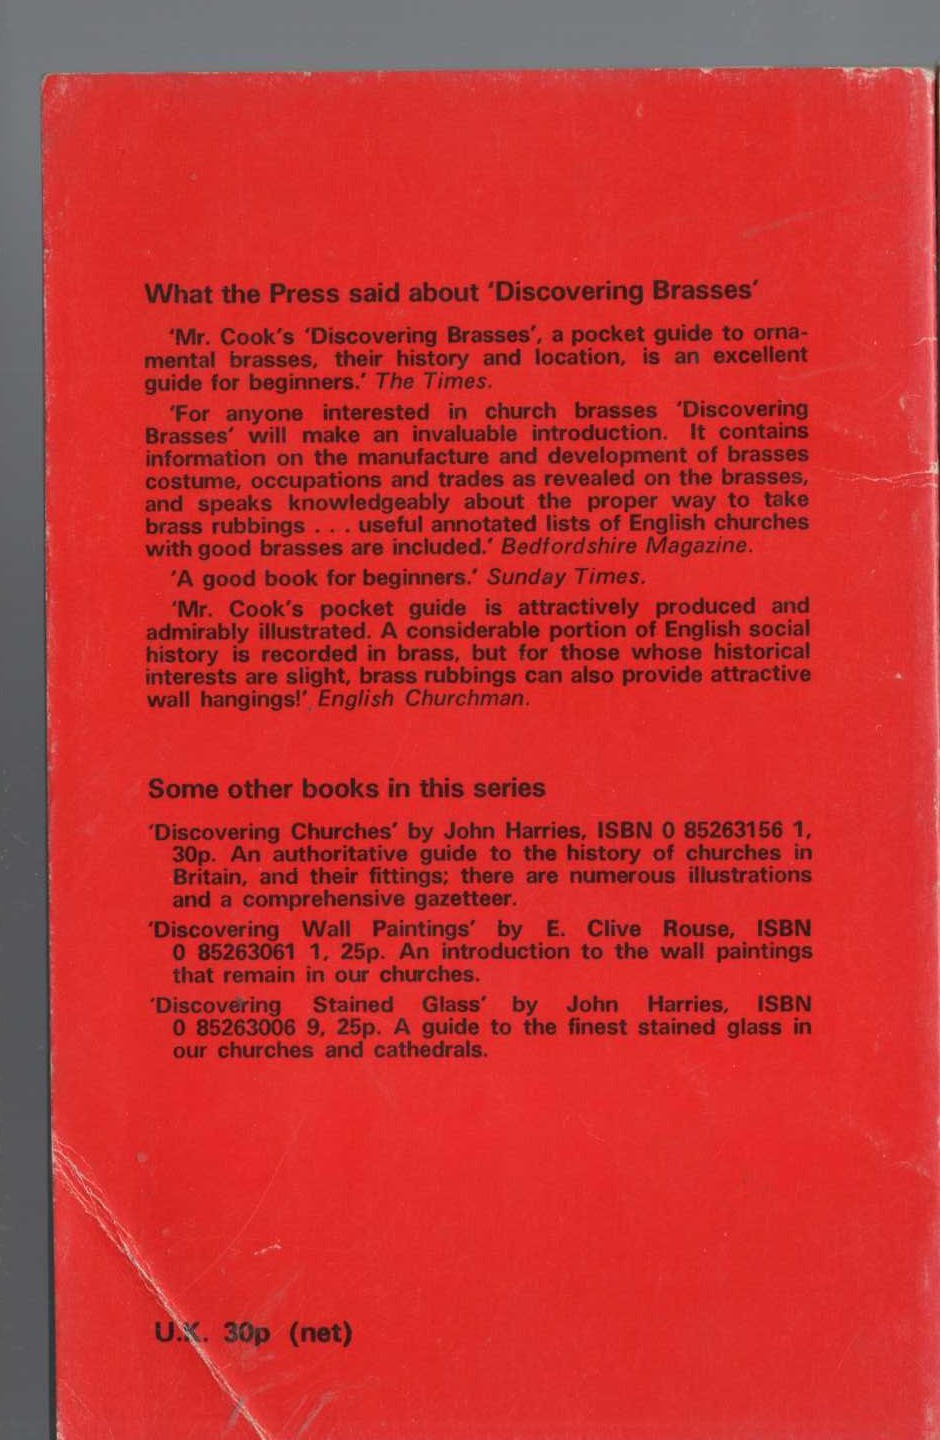 What the Press said about 'Discovering Brasses'
'Mr. Cook's 'Discovering Brasses', a pocket guide to orna-
mental brasses, their history and location, is an excellent
guide for beginners.' The Times.
'For anyone interested in church brasses 'Discovering
Brasses' will make an invaluable introduction. It contains
information on the manufacture and development of brasses
costume, occupations and trades as revealed on the brasses,
and speaks knowledgeably about the proper way to take
brass rubbings . . . useful annotated lists of English churches
with good brasses are included.' Bedfordshire Magazine.
'A good book for beginners.' Sunday Times.
'Mr. Cook's pocket guide is attractively produced and
admirably illustrated. A considerable portion of English social
history is recorded in brass, but for those whose historical
interests are slight, brass rubbings can also provide attractive
wall hangings!' English Churchman.
Some other books in this series
'Discovering Churches' by John Harries, ISBN 0 85263156 1,
30p. An authoritative guide to the history of churches in
Britain, and their fittings; there are numerous illustrations
and a comprehensive gazetteer.
'Discovering Wall Paintings' by E. Clive Rouse, ISBN
0 85263061 1, 25p. An introduction to the wall paintings
that remain in our churches.
'Discovering Stained Glass' by John Harries, ISBN
0 85263006 9, 25p. A guide to the finest stained glass in
our churches and cathedrals.
U.K. 30p (net)